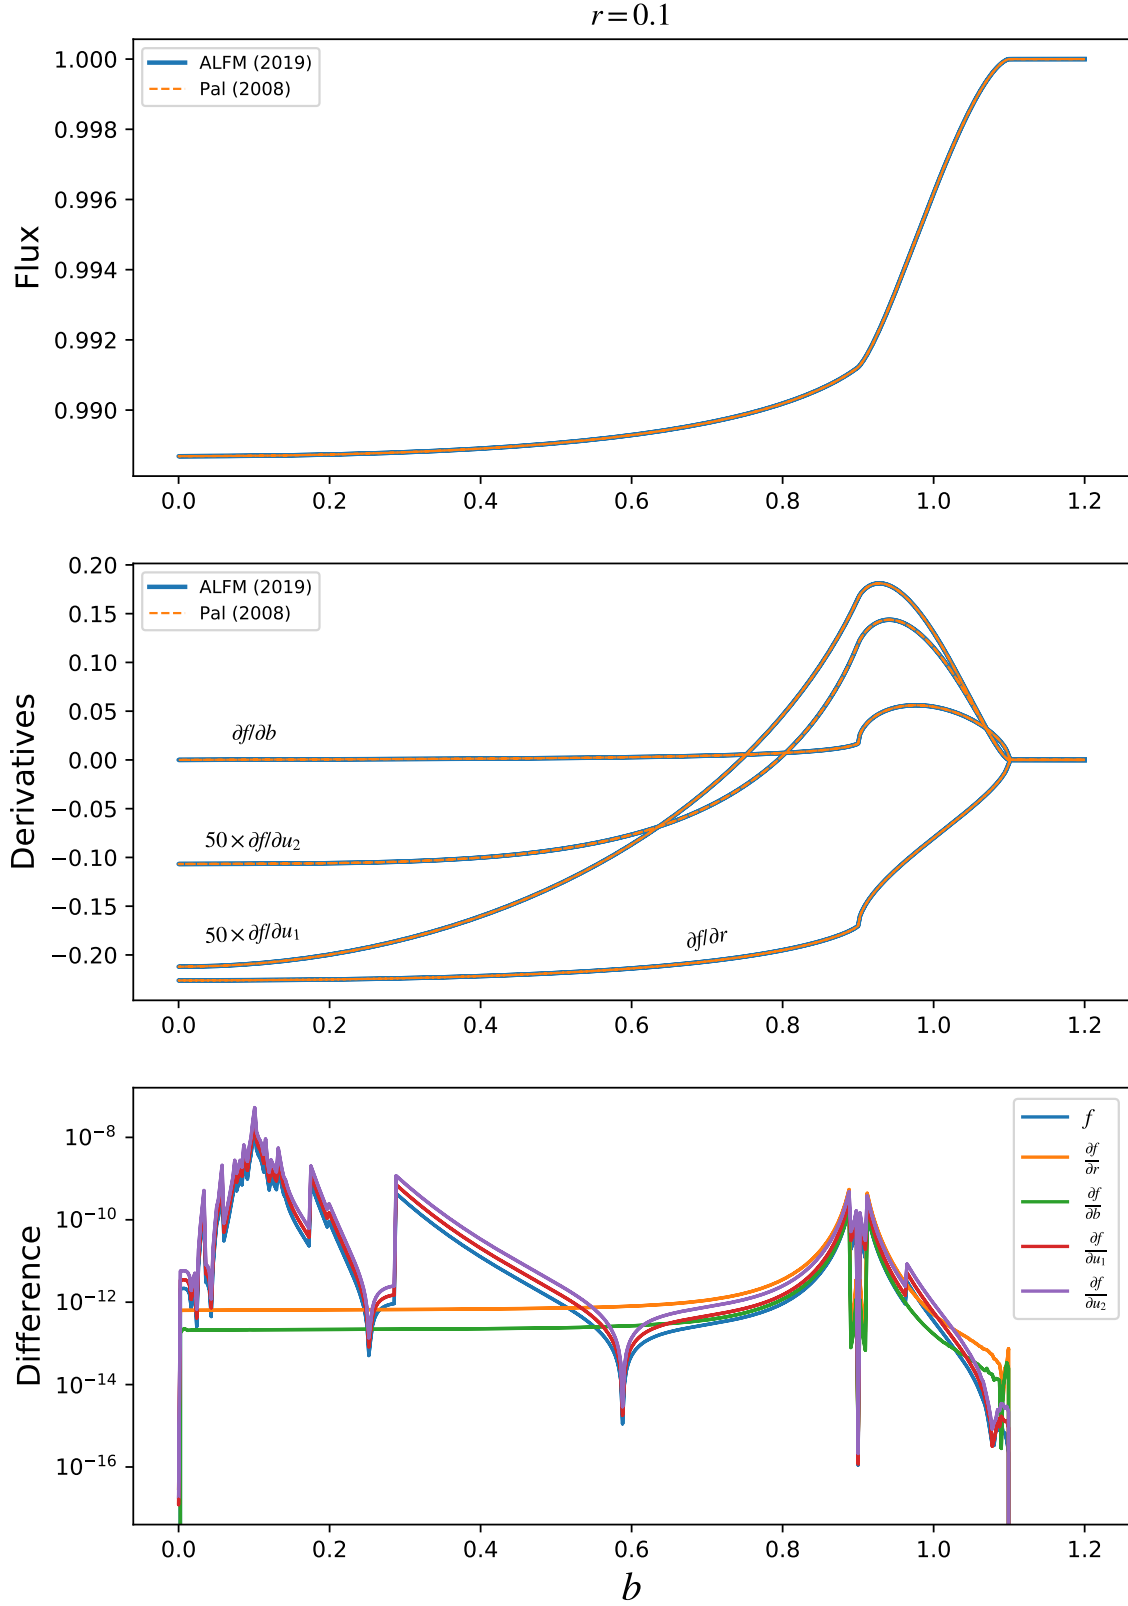 r = 0.1
ALFM (2019)
Pal (2008)
1.000
0.998
0.996
0.994
0.992
0.990
Flux
0.0 0.2 0.4 0.6 0.8 1.0 1.2
ALFM (2019)
Pal (2008)
0.20
0.15
0.10
0.05
0.00
−0.05
−0.10
−0.15
−0.20
Derivatives
∂f/∂b
50 × ∂f/∂u₂
50 × ∂f/∂u₁
∂f/∂r
0.0 0.2 0.4 0.6 0.8 1.0 1.2
f
∂f/∂r
∂f/∂b
∂f/∂u₁
∂f/∂u₂
10⁻⁸
10⁻¹⁰
10⁻¹²
10⁻¹⁴
10⁻¹⁶
Difference
0.0 0.2 0.4 0.6 0.8 1.0 1.2
b